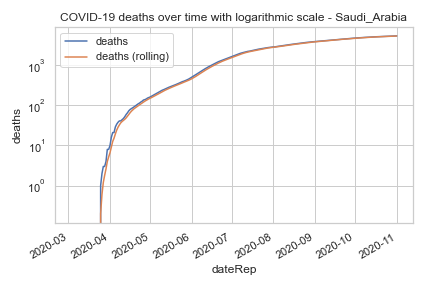 COVID-19 deaths over time with logarithmic scale - Saudi_Arabia
deaths
deaths (rolling)
10³
10²
10¹
10⁰
deaths
2020-03
2020-04
2020-05
2020-06
2020-07
2020-08
2020-09
2020-10
2020-11
dateRep